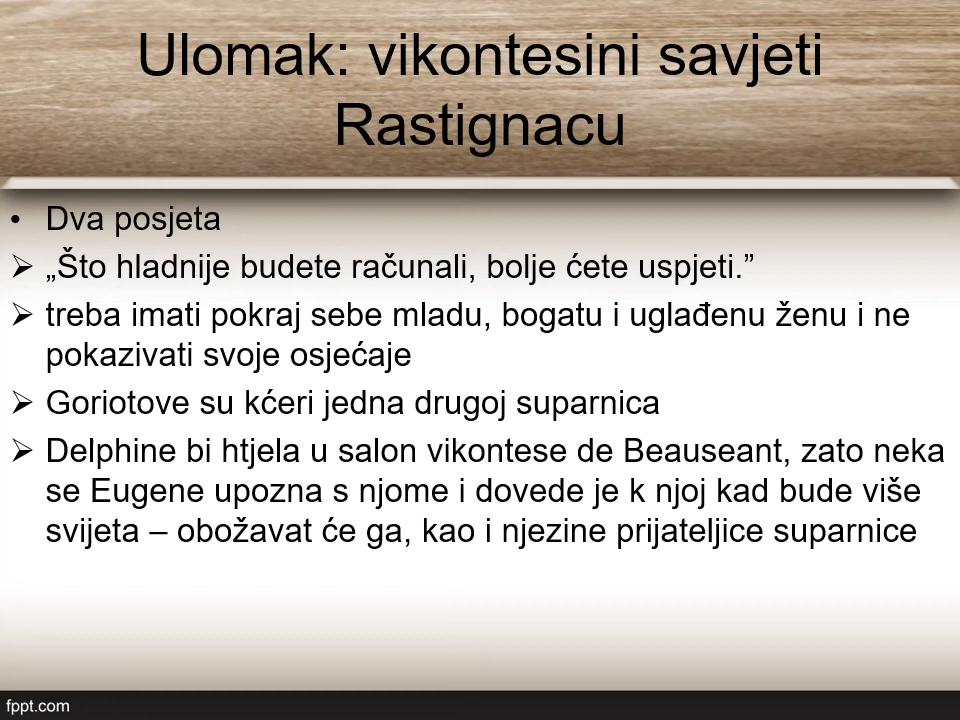 Ulomak: vikontesini savjeti
Rastignacu
• Dva posjeta
➢ „Što hladnije budete računali, bolje ćete uspjeti.”
➢ treba imati pokraj sebe mladu, bogatu i uglađenu ženu i ne
pokazivati svoje osjećaje
➢ Goriotove su kćeri jedna drugoj suparnica
➢ Delphine bi htjela u salon vikontese de Beauseant, zato neka
se Eugene upozna s njome i dovede je k njoj kad bude više
svijeta – obožavat će ga, kao i njezine prijateljice suparnice
fppt.com